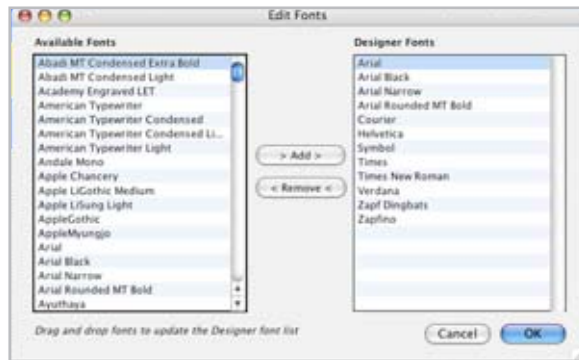 Edit Fonts
Available Fonts
Abadi MT Condensed Extra Bold
Abadi MT Condensed Light
Academy Engraved LET
American Typewriter
American Typewriter Condensed
American Typewriter Condensed Li...
American Typewriter Light
Andale Mono
Apple Chancery
Apple LiGothic Medium
Apple LiSung Light
AppleGothic
AppleMyungjo
Arial
Arial Black
Arial Narrow
Arial Rounded MT Bold
Ayuthaya
> Add >
< Remove <
Designer Fonts
Arial
Arial Black
Arial Narrow
Arial Rounded MT Bold
Courier
Helvetica
Symbol
Times
Times New Roman
Verdana
Zapf Dingbats
Zapfino
Drag and drop fonts to update the Designer font list
Cancel
OK